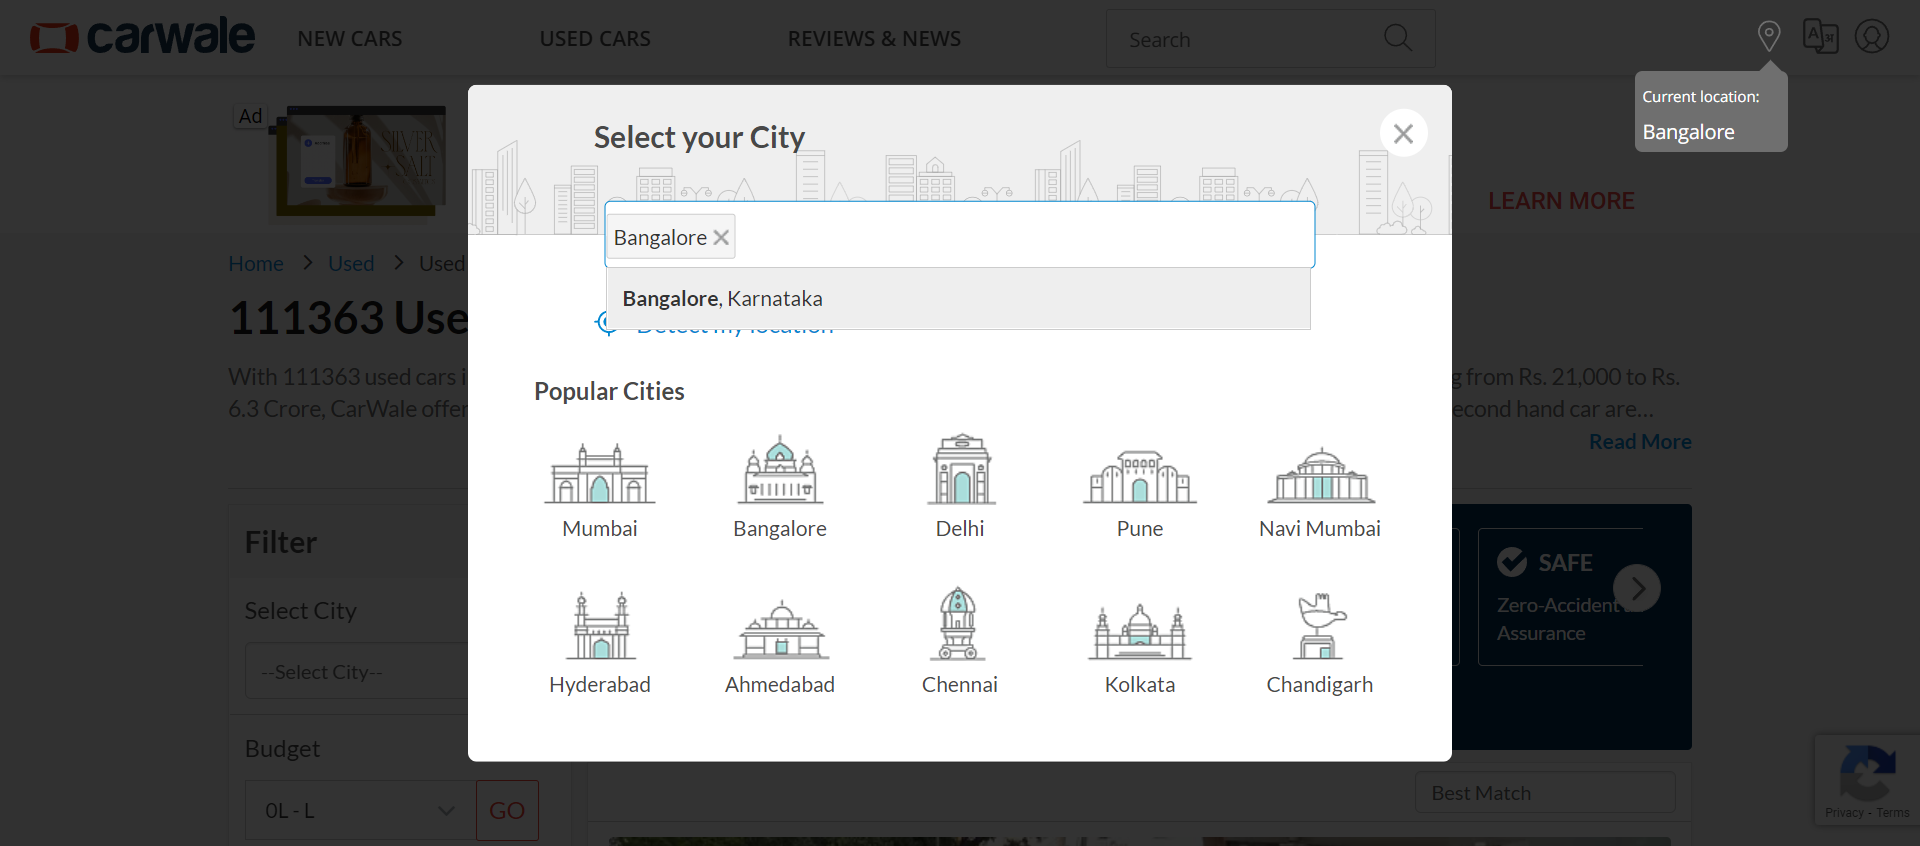 carwale
NEW CARS
USED CARS
REVIEWS & NEWS
Search
Current location:
Bangalore
Ad
SILVER
SALT
LEARN MORE
Select your City
Bangalore
Bangalore, Karnataka
Detect my location
Home > Used > Used
111363 Use
With 111363 used cars i
g from Rs. 21,000 to Rs.
6.3 Crore, CarWale offer
econd hand car are...
Read More
Popular Cities
Mumbai
Bangalore
Delhi
Pune
Navi Mumbai
Hyderabad
Ahmedabad
Chennai
Kolkata
Chandigarh
Filter
Select City
--Select City--
Budget
0L - L
GO
SAFE
Zero-Accident
Assurance
Best Match
Privacy - Terms